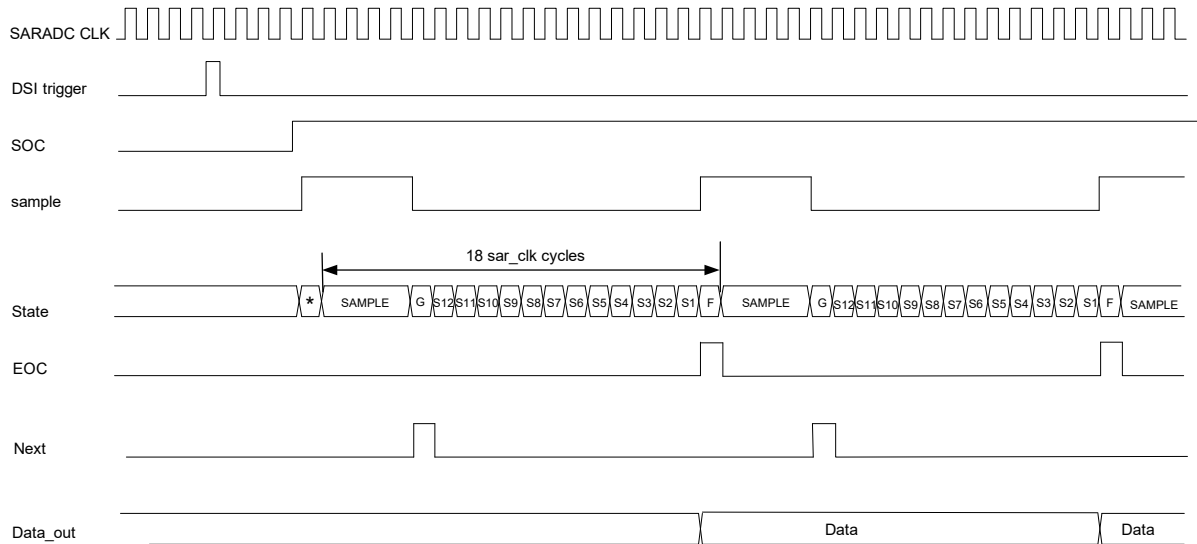 SARADC CLK
DSI trigger
SOC
sample
18 sar_clk cycles
State * SAMPLE G S12 S11 S10 S9 S8 S7 S6 S5 S4 S3 S2 S1 F SAMPLE G S12 S11 S10 S9 S8 S7 S6 S5 S4 S3 S2 S1 F SAMPLE
EOC
Next
Data_out Data Data